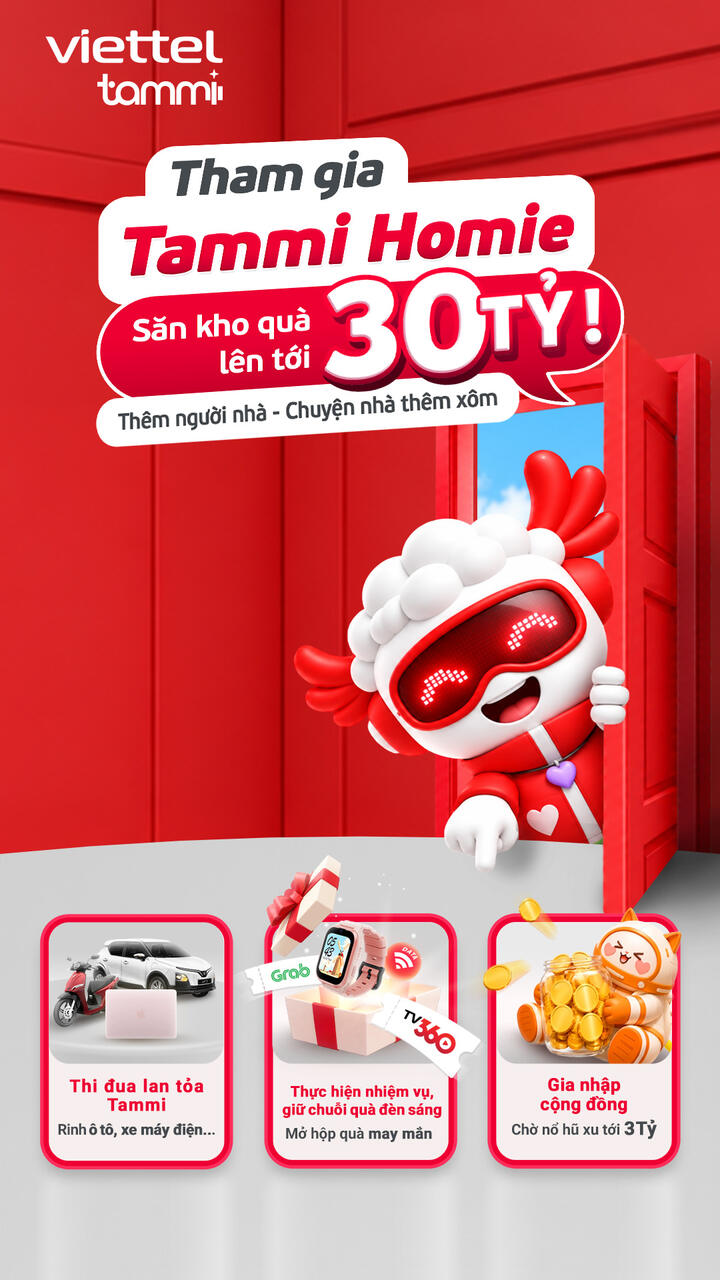 viettel
tammi
Tham gia
Tammi Homie
Săn kho quà
lên tới
30TỶ!
Thêm người nhà - Chuyện nhà thêm xôm
05
43
Grab
DATA
TV360
Thi đua lan tỏa
Tammi
Rinh ô tô, xe máy điện...
Thực hiện nhiệm vụ,
giữ chuỗi quà đèn sáng
Mở hộp quà may mắn
Gia nhập
cộng đồng
Chờ nổ hũ xu tới 3Tỷ